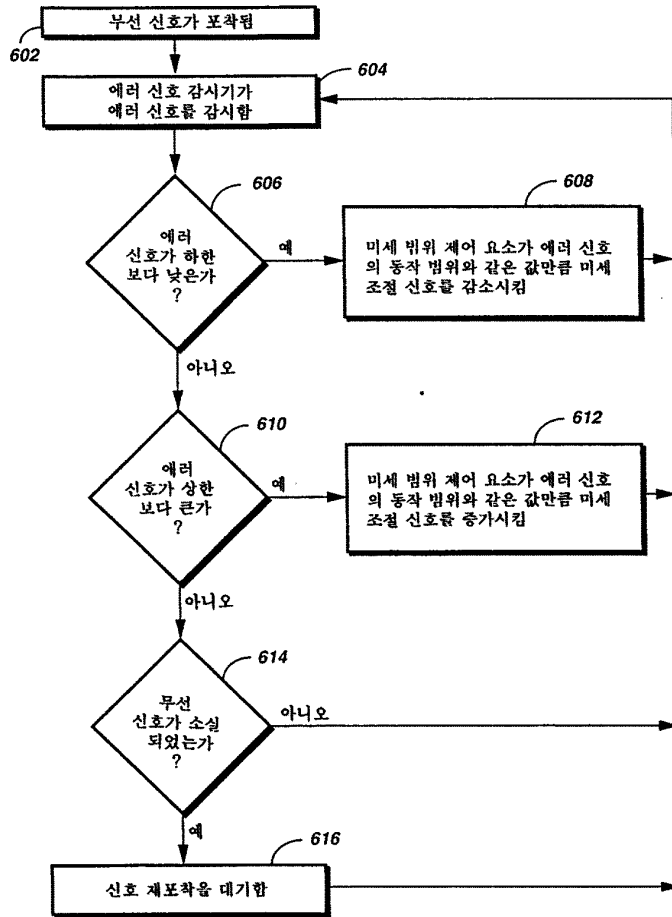 무선 신호가 포착됨
602
604
에러 신호 감시기가
에러 신호를 감시함
606
에러
신호가 하한
보다 낮은가
?
예
608
미세 범위 제어 요소가 에러 신호
의 동작 범위와 같은 값만큼 미세
조절 신호를 감소시킴
아니오
610
에러
신호가 상한
보다 큰가
?
예
612
미세 범위 제어 요소가 에러 신호
의 동작 범위와 같은 값만큼 미세
조절 신호를 증가시킴
아니오
614
무선
신호가 소실
되었는가
?
아니오
예
616
신호 재포착을 대기함